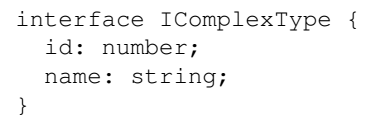 interface IComplexType {
  id: number;
  name: string;
}